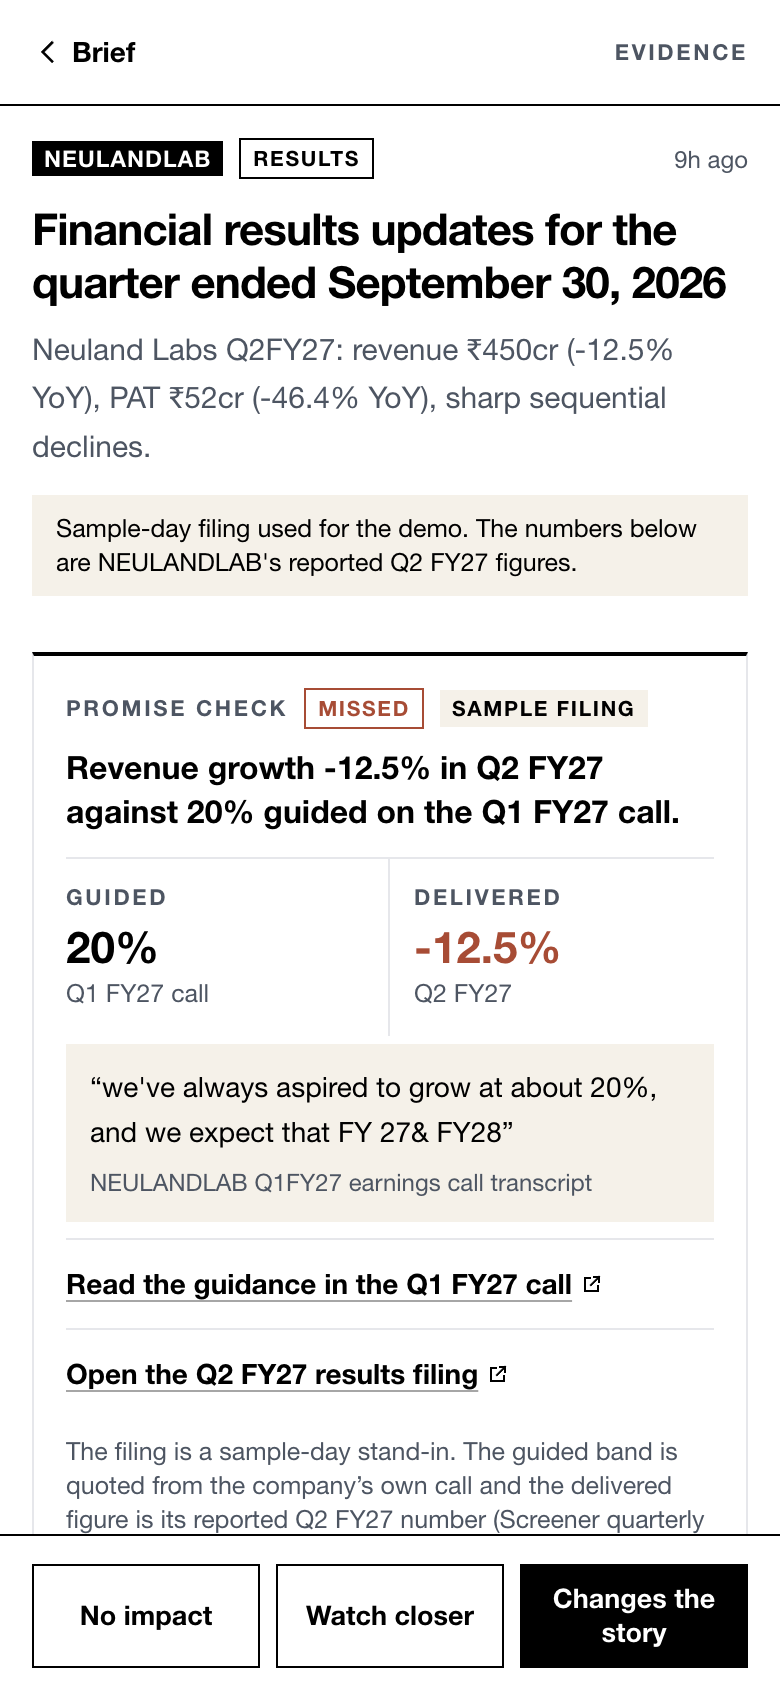 Brief
EVIDENCE
NEULANDLAB
RESULTS
9h ago
Financial results updates for the
quarter ended September 30, 2026
Neuland Labs Q2FY27: revenue ₹450cr (-12.5%
YoY), PAT ₹52cr (-46.4% YoY), sharp sequential
declines.
Sample-day filing used for the demo. The numbers below
are NEULANDLAB's reported Q2 FY27 figures.
PROMISE CHECK
MISSED
SAMPLE FILING
Revenue growth -12.5% in Q2 FY27
against 20% guided on the Q1 FY27 call.
GUIDED
20%
Q1 FY27 call
DELIVERED
-12.5%
Q2 FY27
“we've always aspired to grow at about 20%,
and we expect that FY 27& FY28”
NEULANDLAB Q1FY27 earnings call transcript
Read the guidance in the Q1 FY27 call
Open the Q2 FY27 results filing
The filing is a sample-day stand-in. The guided band is
quoted from the company’s own call and the delivered
figure is its reported Q2 FY27 number (Screener quarterly
No impact
Watch closer
Changes the
story